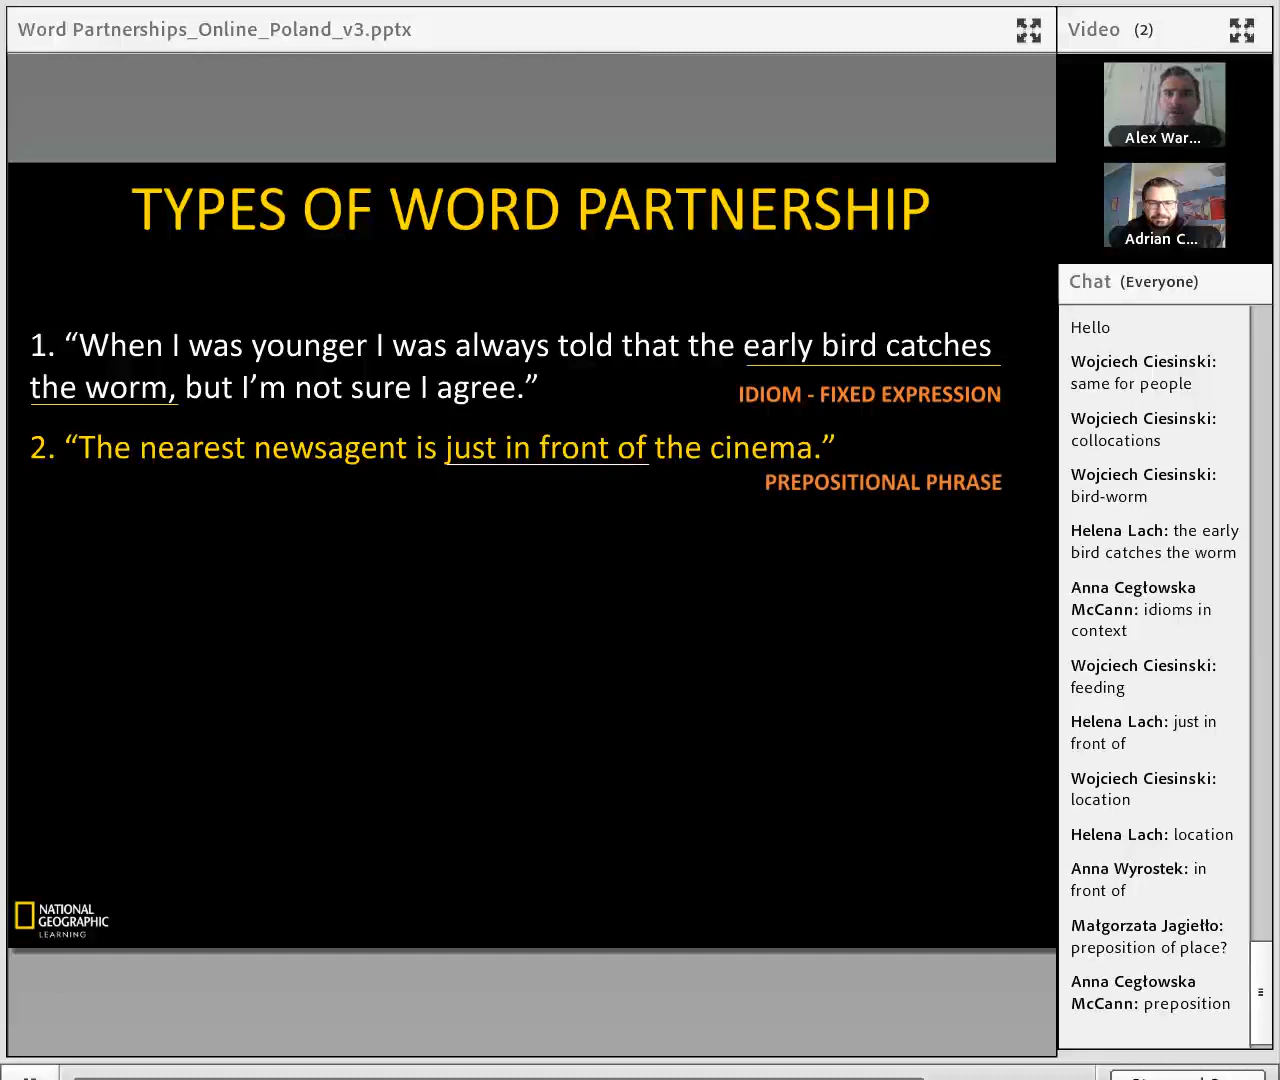 Word Partnerships_Online_Poland_v3.pptx
Video (2)
Alex War...
Adrian C...
TYPES OF WORD PARTNERSHIP
1. “When I was younger I was always told that the early bird catches
the worm, but I’m not sure I agree.”
IDIOM - FIXED EXPRESSION
2. “The nearest newsagent is just in front of the cinema.”
PREPOSITIONAL PHRASE
NATIONAL
GEOGRAPHIC
LEARNING
Chat (Everyone)
Hello
Wojciech Ciesinski:
same for people
Wojciech Ciesinski:
collocations
Wojciech Ciesinski:
bird-worm
Helena Lach: the early
bird catches the worm
Anna Cegłowska
McCann: idioms in
context
Wojciech Ciesinski:
feeding
Helena Lach: just in
front of
Wojciech Ciesinski:
location
Helena Lach: location
Anna Wyrostek: in
front of
Małgorzata Jagiełło:
preposition of place?
Anna Cegłowska
McCann: preposition